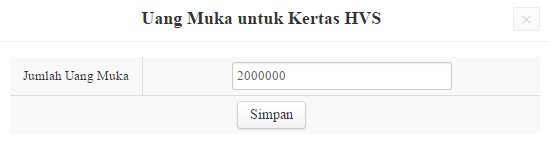 Uang Muka untuk Kertas HVS
×
Jumlah Uang Muka 2000000
Simpan